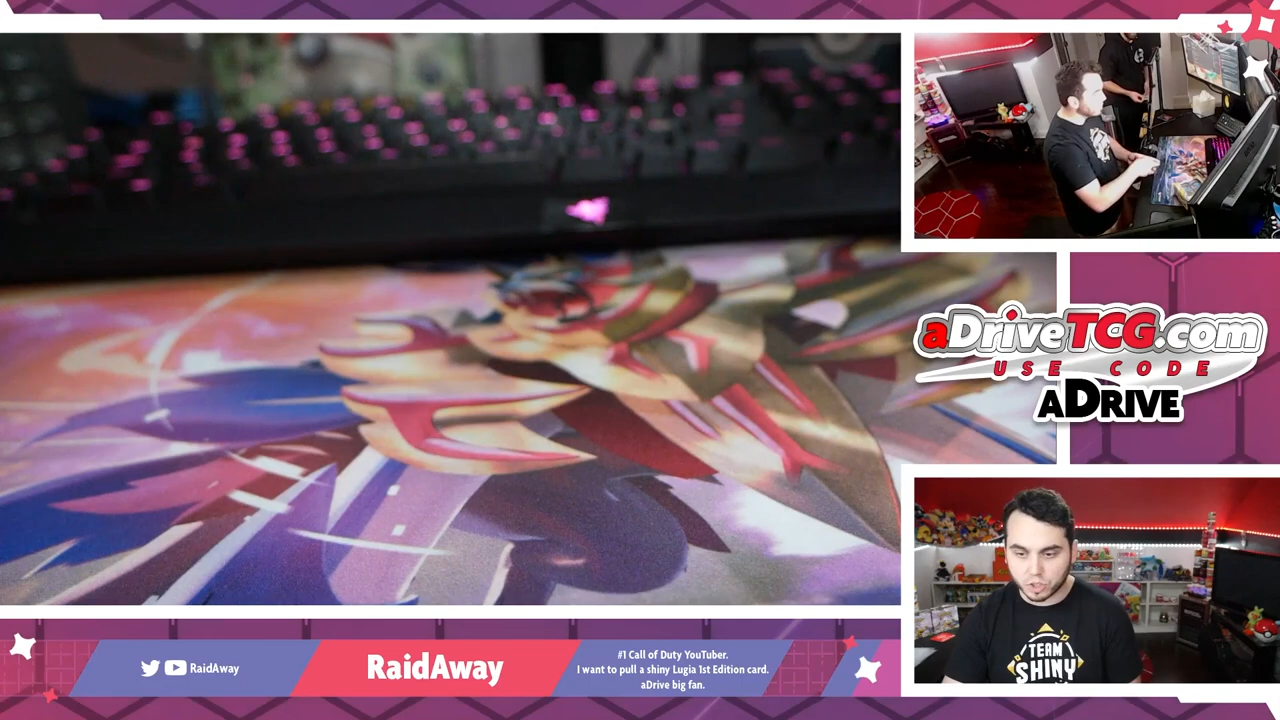 aDriveTCG.com
USE CODE
ADRIVE
TEAM
SHINY
RaidAway
RaidAway
#1 Call of Duty YouTuber.
I want to pull a shiny Lugia 1st Edition card.
aDrive big fan.